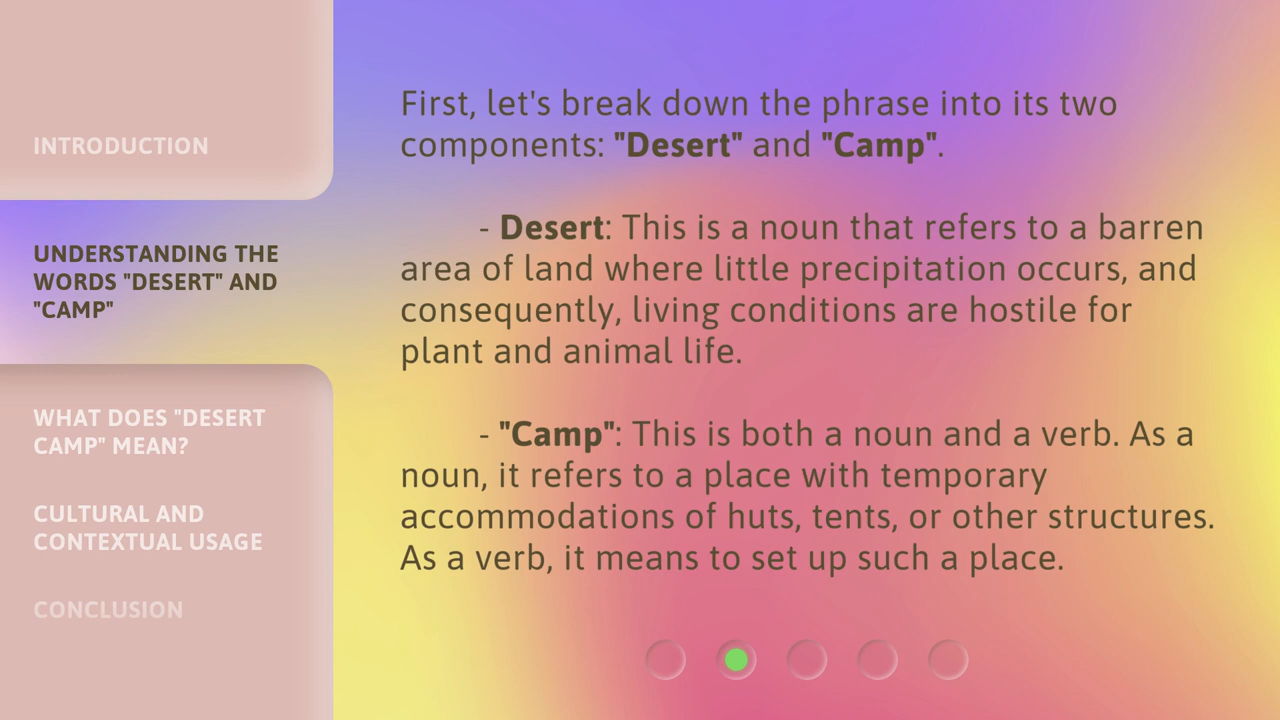 INTRODUCTION
UNDERSTANDING THE
WORDS "DESERT" AND
"CAMP"
WHAT DOES "DESERT
CAMP" MEAN?
CULTURAL AND
CONTEXTUAL USAGE
CONCLUSION
First, let's break down the phrase into its two
components: "Desert" and "Camp".
- Desert: This is a noun that refers to a barren
area of land where little precipitation occurs, and
consequently, living conditions are hostile for
plant and animal life.
- "Camp": This is both a noun and a verb. As a
noun, it refers to a place with temporary
accommodations of huts, tents, or other structures.
As a verb, it means to set up such a place.